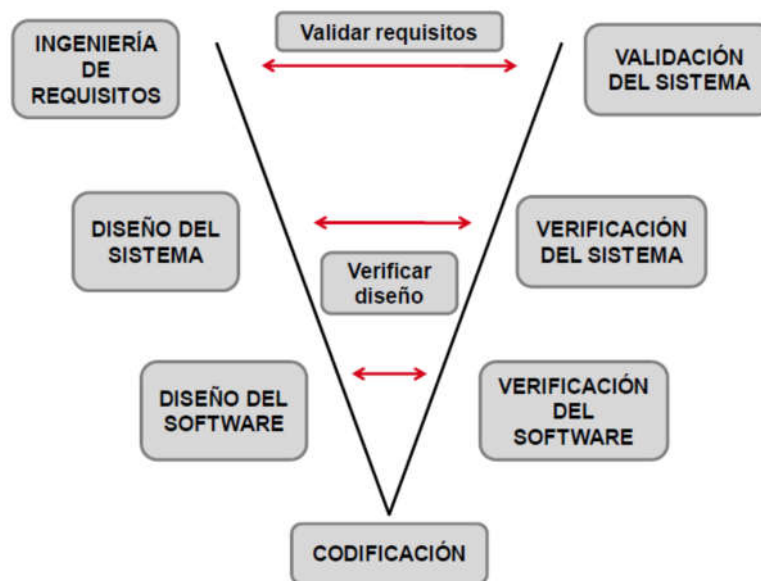 INGENIERÍA
DE
REQUISITOS
Validar requisitos
VALIDACIÓN
DEL SISTEMA
DISEÑO DEL
SISTEMA
Verificar
diseño
VERIFICACIÓN
DEL SISTEMA
DISEÑO DEL
SOFTWARE
VERIFICACIÓN
DEL
SOFTWARE
CODIFICACIÓN